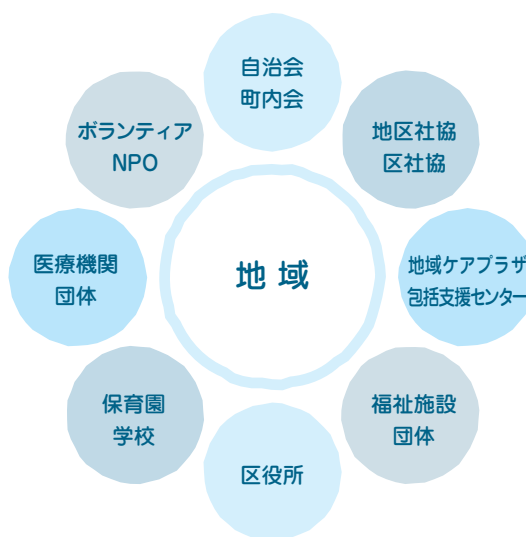 自治会
町内会
地区社協
区社協
地域ケアプラザ
包括支援センター
福祉施設
団体
区役所
保育園
学校
医療機関
団体
ボランティア
NPO
地域